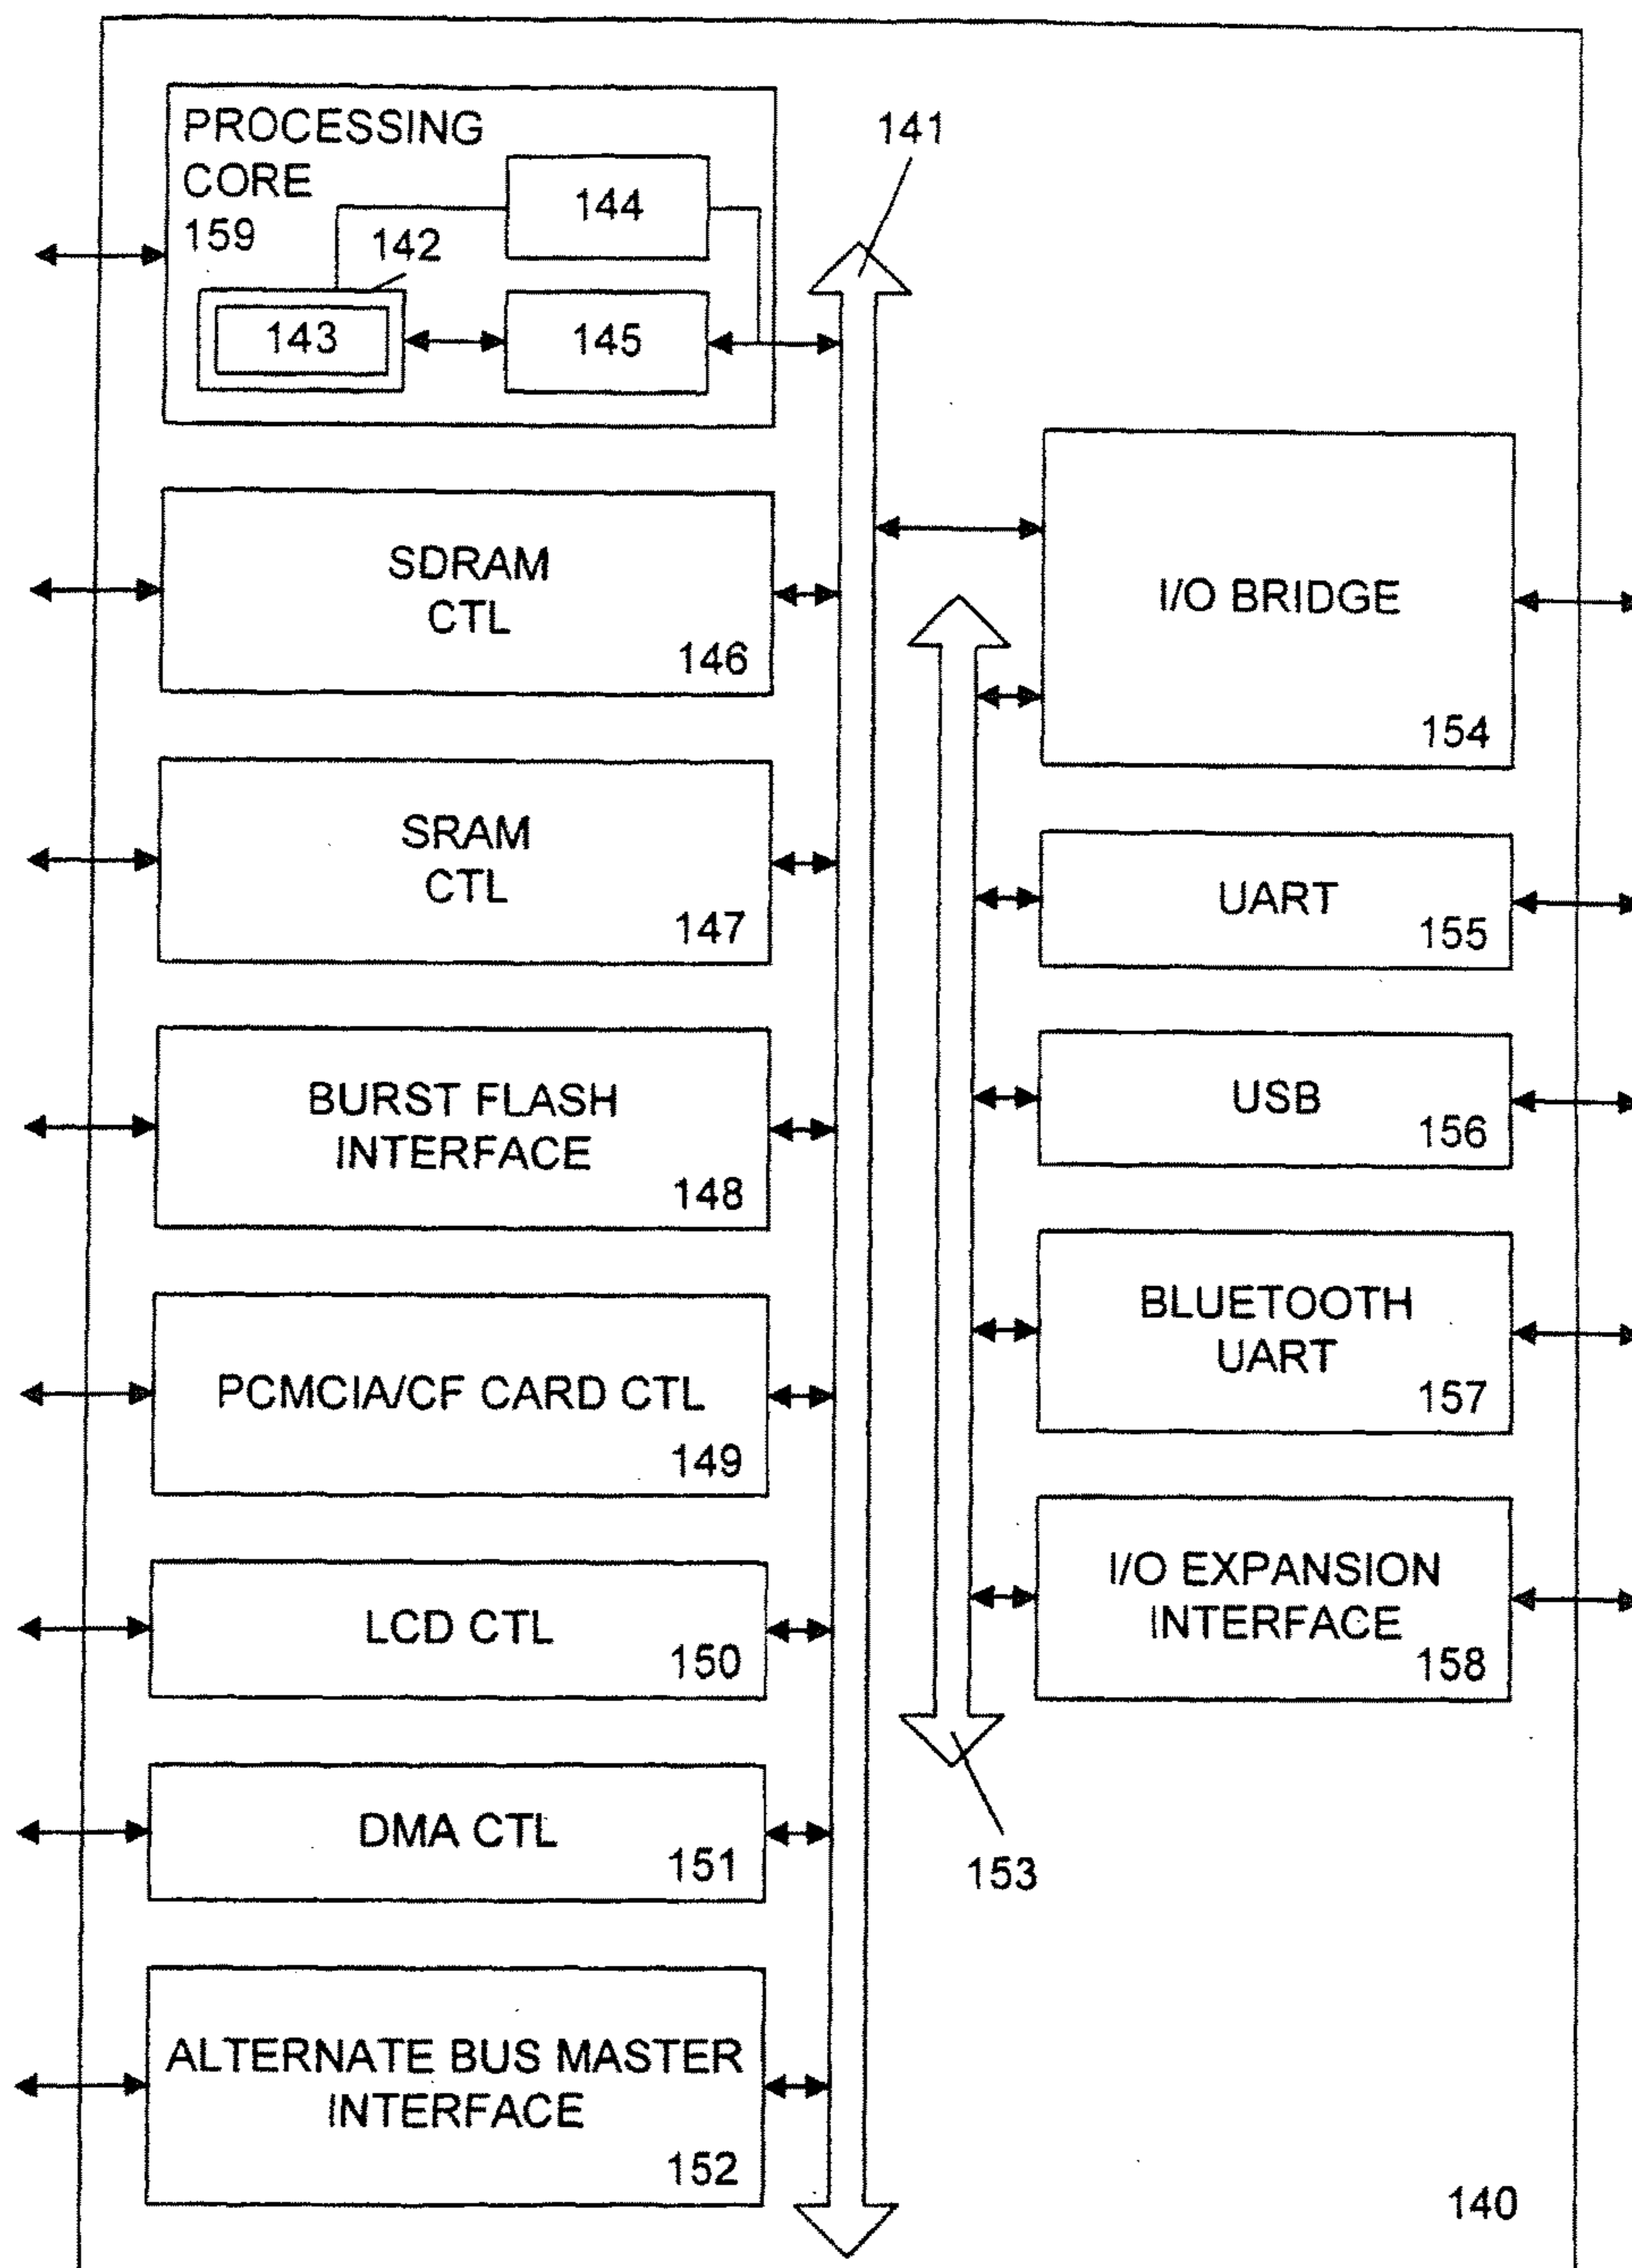 PROCESSING
CORE
159
142
144
143
145
141
SDRAM
CTL
146
SRAM
CTL
147
BURST FLASH
INTERFACE
148
PCMCIA/CF CARD CTL
149
LCD CTL
150
DMA CTL
151
ALTERNATE BUS MASTER
INTERFACE
152
I/O BRIDGE
154
UART
155
USB
156
BLUETOOTH
UART
157
I/O EXPANSION
INTERFACE
158
153
140